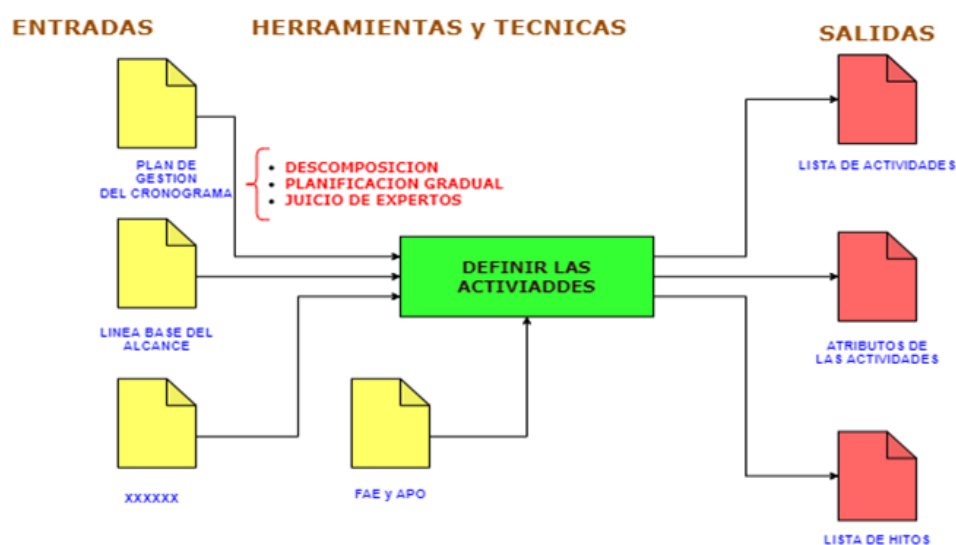 ENTRADAS
HERRAMIENTAS y TECNICAS
SALIDAS
PLAN DE
GESTION
DEL CRONOGRAMA
• DESCOMPOSICION
• PLANIFICACION GRADUAL
• JUICIO DE EXPERTOS
LISTA DE ACTIVIDADES
DEFINIR LAS
ACTIVIADDES
LINEA BASE DEL
ALCANCE
ATRIBUTOS DE
LAS ACTIVIDADES
XXXXXX
FAE y APO
LISTA DE HITOS